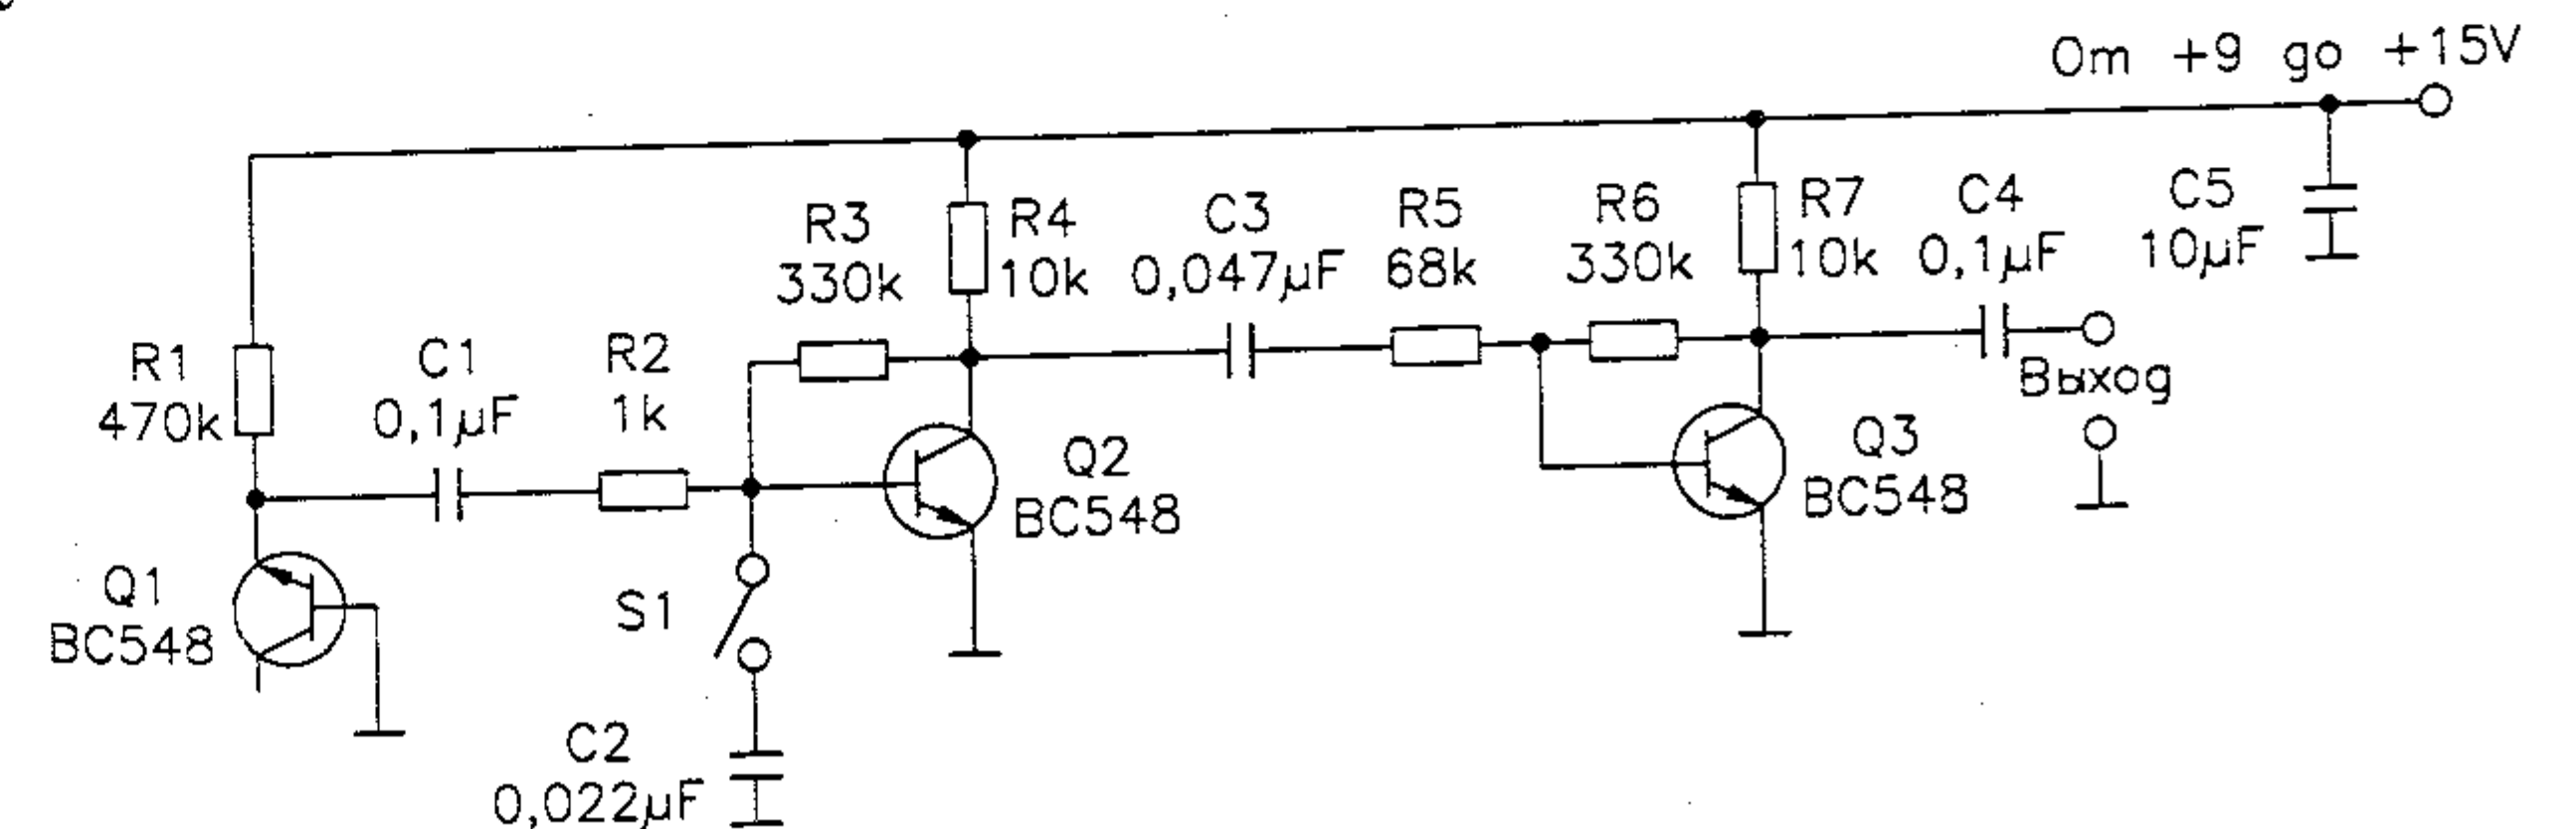 От +9 до +15V
R3
330k
R4
10k
C3
0,047µF
R5
68k
R6
330k
R7
10k
C4
0,1µF
C5
10µF
R1
470k
C1
0,1µF
R2
1k
Выход
Q2
BC548
Q3
BC548
Q1
BC548
S1
C2
0,022µF